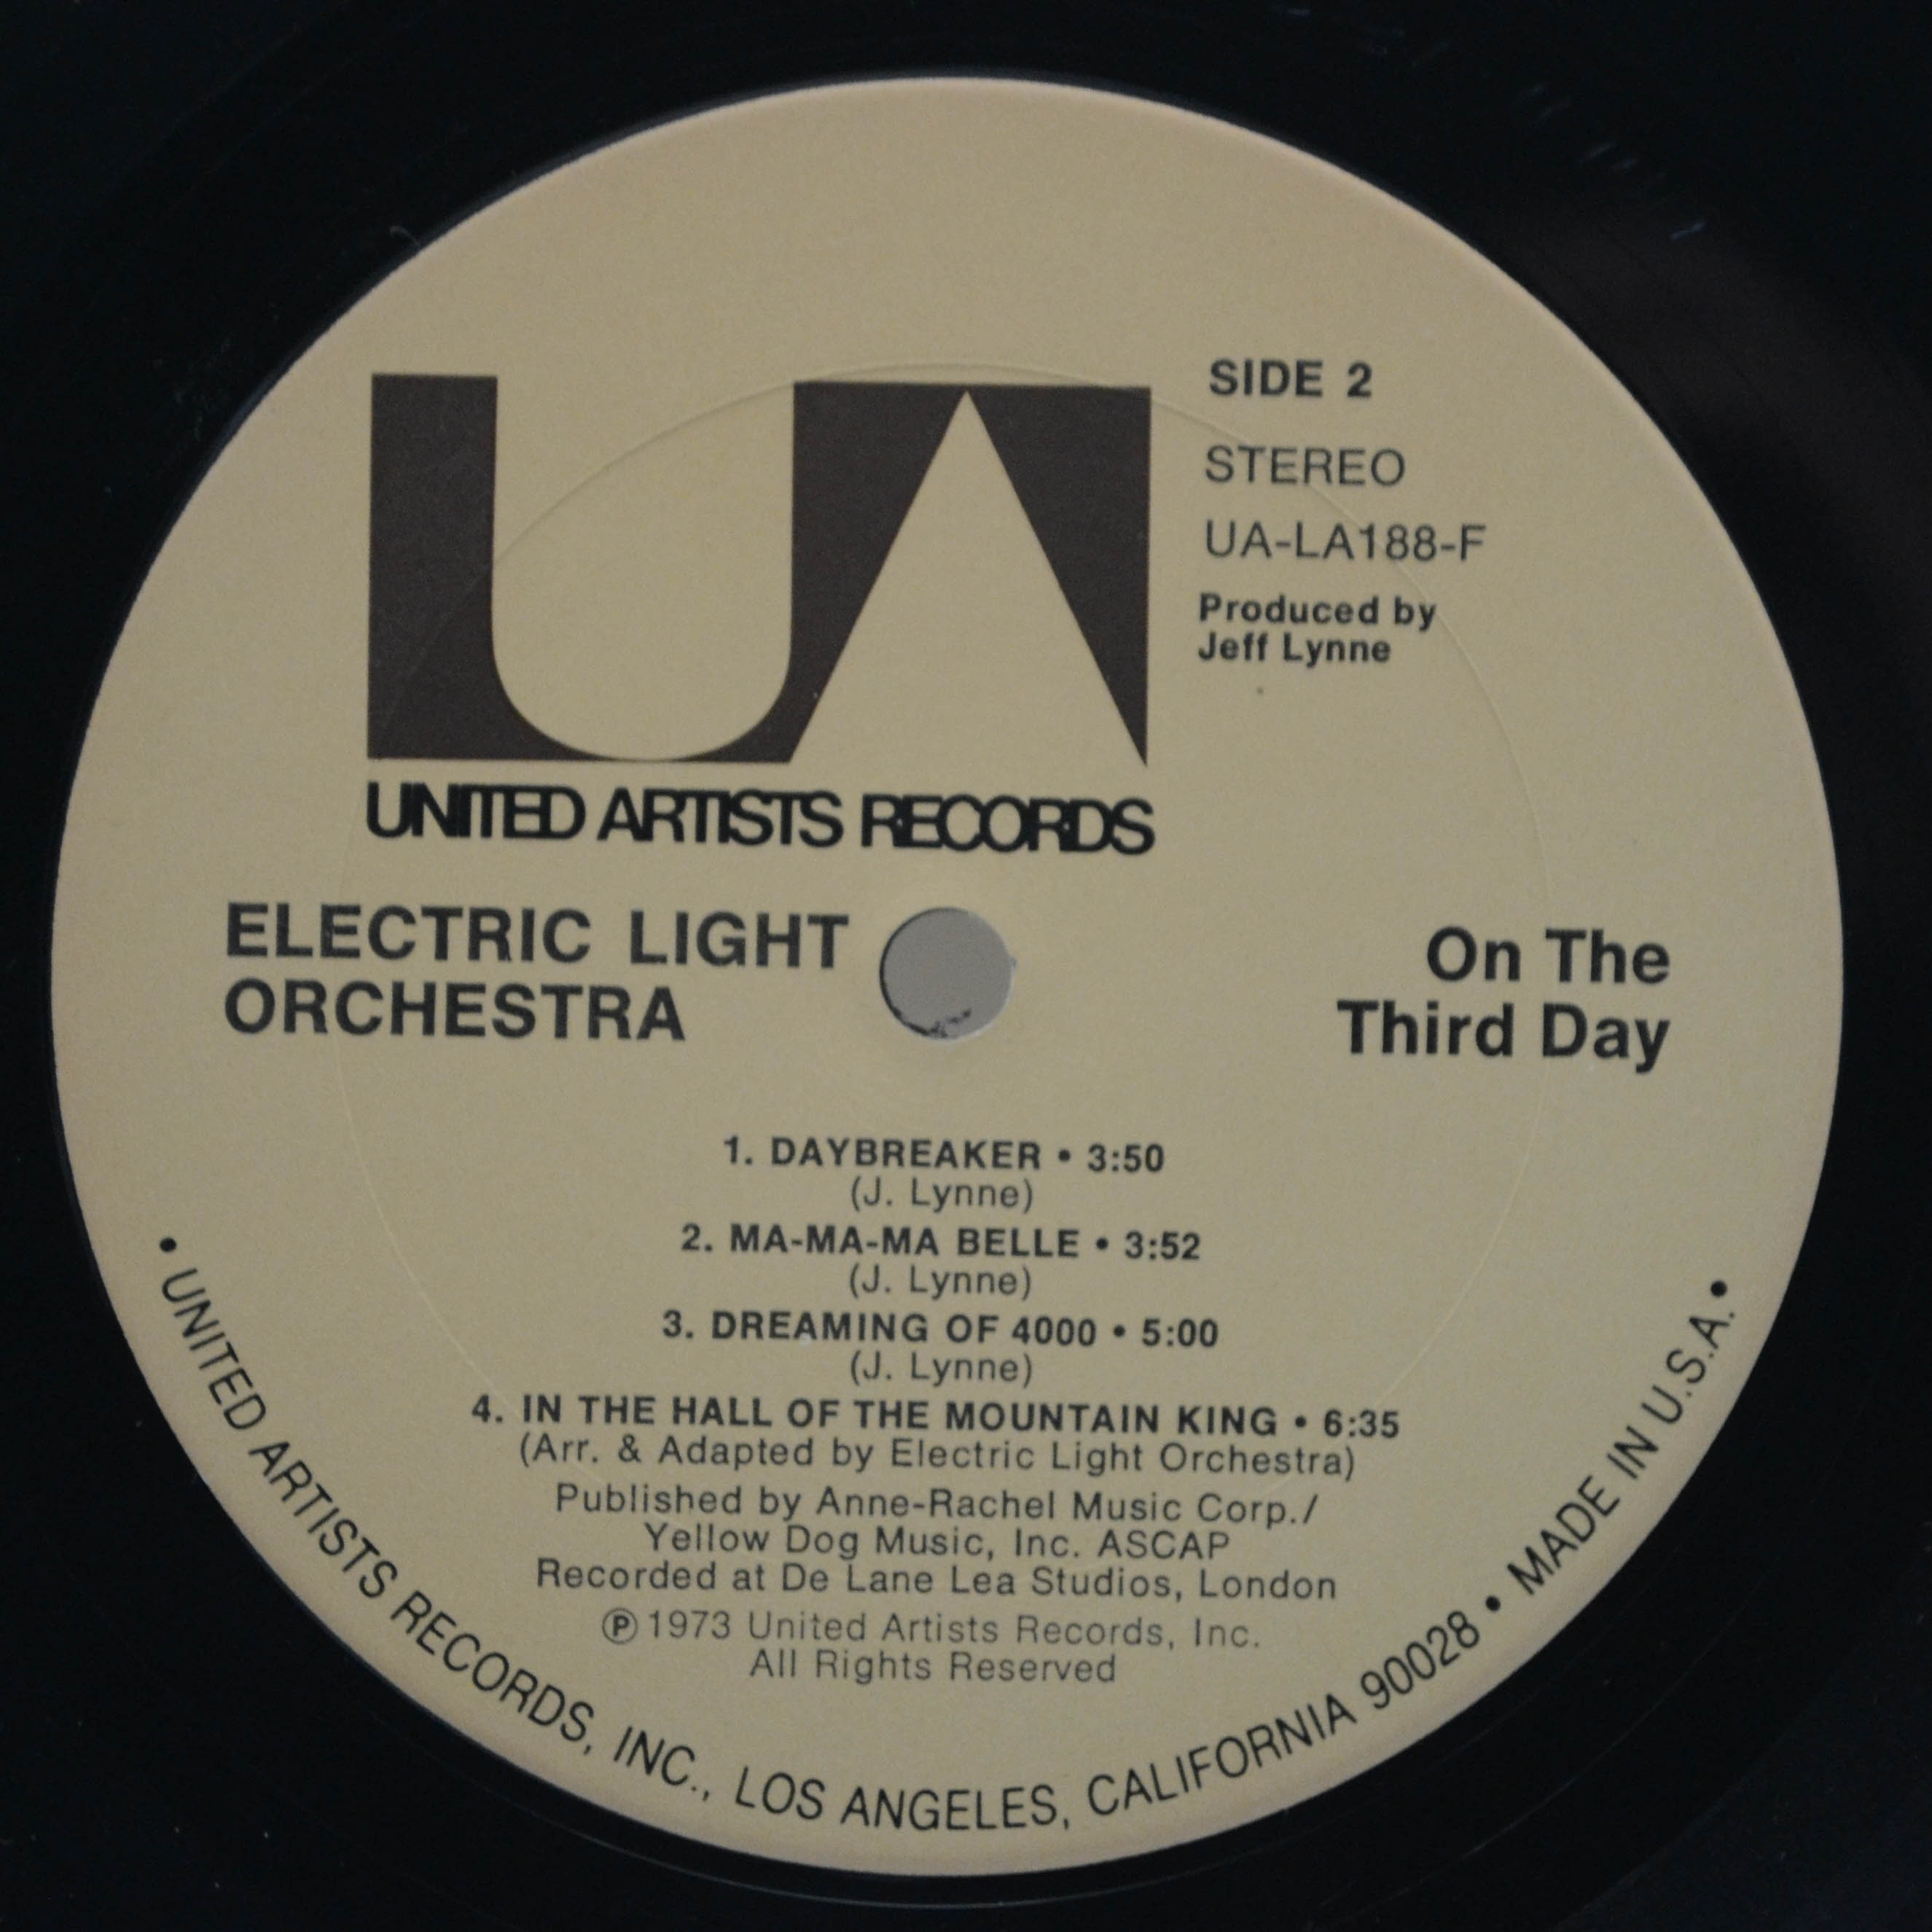 UA
SIDE 2
STEREO
UA-LA188-F
Produced by
Jeff Lynne
UNITED ARTISTS RECORDS
ELECTRIC LIGHT
ORCHESTRA
On The
Third Day
1. DAYBREAKER • 3:50
(J. Lynne)
2. MA-MA-MA BELLE • 3:52
(J. Lynne)
3. DREAMING OF 4000 • 5:00
(J. Lynne)
4. IN THE HALL OF THE MOUNTAIN KING • 6:35
(Arr. & Adapted by Electric Light Orchestra)
Published by Anne-Rachel Music Corp./
Yellow Dog Music, Inc. ASCAP
Recorded at De Lane Lea Studios, London
℗ 1973 United Artists Records, Inc.
All Rights Reserved
• UNITED ARTISTS RECORDS, INC., LOS ANGELES, CALIFORNIA 90028 • MADE IN U.S.A. •